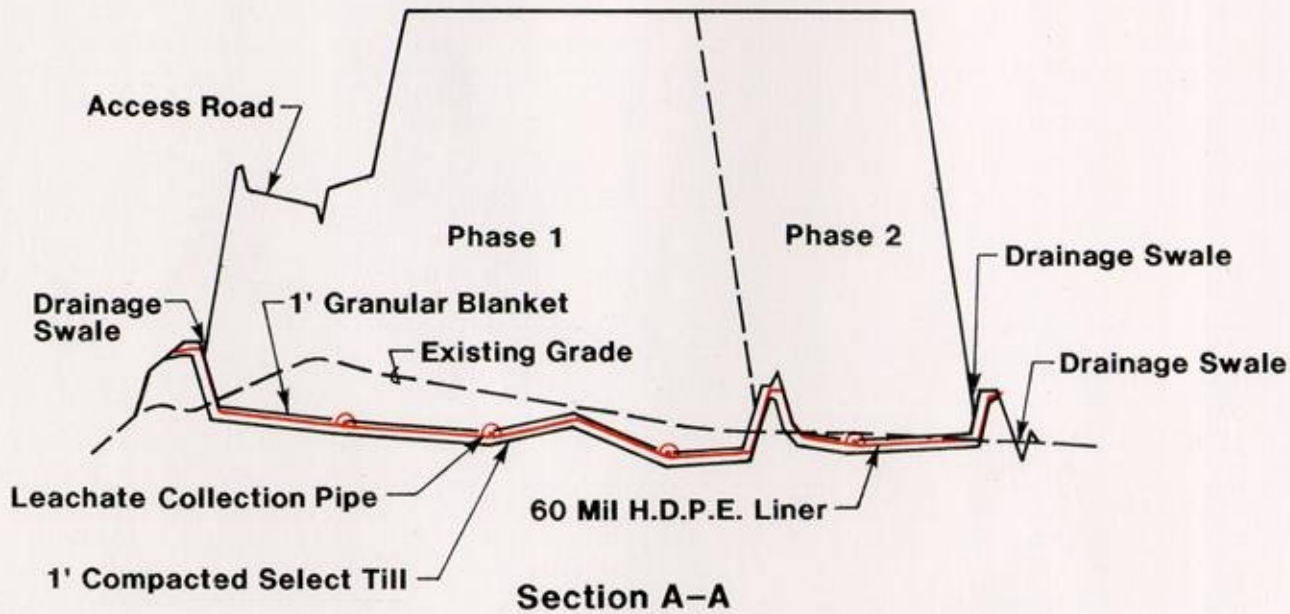 Access Road
Phase 1
Phase 2
Drainage Swale
Drainage
Swale
1' Granular Blanket
Existing Grade
Drainage Swale
Leachate Collection Pipe
60 Mil H.D.P.E. Liner
1' Compacted Select Till
Section A-A